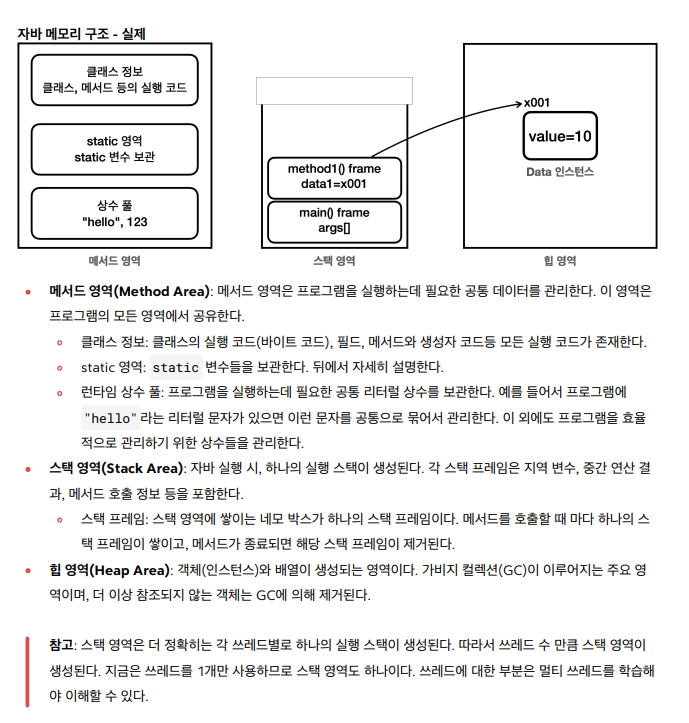 자바 메모리 구조 - 실제
클래스 정보
클래스, 메서드 등의 실행 코드
static 영역
static 변수 보관
상수 풀
"hello", 123
메서드 영역
method1() frame
data1=x001
main() frame
args[]
스택 영역
x001
value=10
Data 인스턴스
힙 영역
메서드 영역(Method Area): 메서드 영역은 프로그램을 실행하는데 필요한 공통 데이터를 관리한다. 이 영역은
프로그램의 모든 영역에서 공유한다.
클래스 정보: 클래스의 실행 코드(바이트 코드), 필드, 메서드와 생성자 코드등 모든 실행 코드가 존재한다.
static 영역: static 변수들을 보관한다. 뒤에서 자세히 설명한다.
런타임 상수 풀: 프로그램을 실행하는데 필요한 공통 리터럴 상수를 보관한다. 예를 들어서 프로그램에
"hello" 라는 리터럴 문자가 있으면 이런 문자를 공통으로 묶어서 관리한다. 이 외에도 프로그램을 효율
적으로 관리하기 위한 상수들을 관리한다.
스택 영역(Stack Area): 자바 실행 시, 하나의 실행 스택이 생성된다. 각 스택 프레임은 지역 변수, 중간 연산 결
과, 메서드 호출 정보 등을 포함한다.
스택 프레임: 스택 영역에 쌓이는 네모 박스가 하나의 스택 프레임이다. 메서드를 호출할 때 마다 하나의 스
택 프레임이 쌓이고, 메서드가 종료되면 해당 스택 프레임이 제거된다.
힙 영역(Heap Area): 객체(인스턴스)와 배열이 생성되는 영역이다. 가비지 컬렉션(GC)이 이루어지는 주요 영
역이며, 더 이상 참조되지 않는 객체는 GC에 의해 제거된다.
참고: 스택 영역은 더 정확히는 각 쓰레드별로 하나의 실행 스택이 생성된다. 따라서 쓰레드 수 만큼 스택 영역이
생성된다. 지금은 쓰레드를 1개만 사용하므로 스택 영역도 하나이다. 쓰레드에 대한 부분은 멀티 쓰레드를 학습해
야 이해할 수 있다.